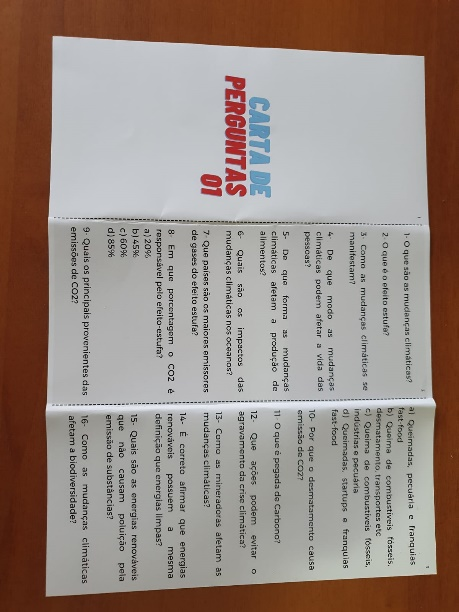 CARTA DE
PERGUNTAS
01
1- O que são as mudanças climáticas?
2- O que é o efeito estufa?
3 - Como as mudanças climáticas se
manifestam?
4- De que modo as mudanças
climáticas podem afetar a vida das
pessoas?
5- De que forma as mudanças
climáticas afetam a produção de
alimentos?
6- Quais são os impactos das
mudanças climáticas nos oceanos?
7- Que países são os maiores emissores
de gases do efeito estufa?
8 - Em que porcentagem o CO2 é
responsável pelo efeito-estufa?
a) 20%
b) 45%
c) 60%
d) 85%
9- Quais os principais provenientes das
emissões de CO2?
a) Queimadas, pecuária e franquias
fast-food
b) Queima de combustíveis fósseis,
desmatamento, transportes etc
c) Queima de combustíveis fósseis,
indústrias e pecuária
d) Queimadas, startups e franquias
fast-food
10- Por que o desmatamento causa
emissão de CO2?
11 O que é pegada de Carbono?
12- Que ações podem evitar o
agravamento da crise climática?
13- Como as mineradoras afetam as
mudanças climáticas?
14- É correto afirmar que energias
renováveis possuem a mesma
definição que energias limpas?
15- Quais são as energias renováveis
que não causam poluição pela
emissão de substâncias?
16- Como as mudanças climáticas
afetam a biodiversidade?